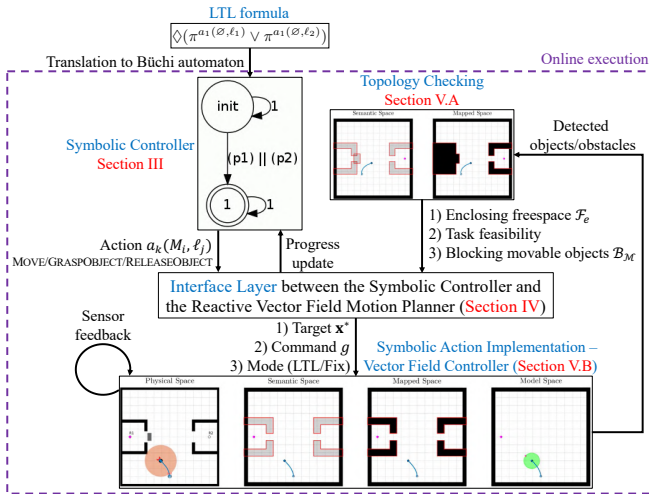 LTL formula
◇(π^{a₁(∅,ℓ₁)} ∨ π^{a₁(∅,ℓ₂)})
Translation to Büchi automaton
Online execution
Topology Checking
Section V.A
Semantic Space
Mapped Space
init
1
Symbolic Controller
Section III
(p1) || (p2)
1
1
Detected
objects/obstacles
1) Enclosing freespace 𝓕ₑ
2) Task feasibility
3) Blocking movable objects 𝓑_𝓜
Action aₖ(Mᵢ, ℓⱼ)
MOVE/GRASPOBJECT/RELEASEOBJECT
Progress
update
Interface Layer between the Symbolic Controller and
the Reactive Vector Field Motion Planner (Section IV)
Sensor
feedback
1) Target x*
2) Command g
3) Mode (LTL/Fix)
Symbolic Action Implementation –
Vector Field Controller (Section V.B)
Physical Space
Semantic Space
Mapped Space
Model Space